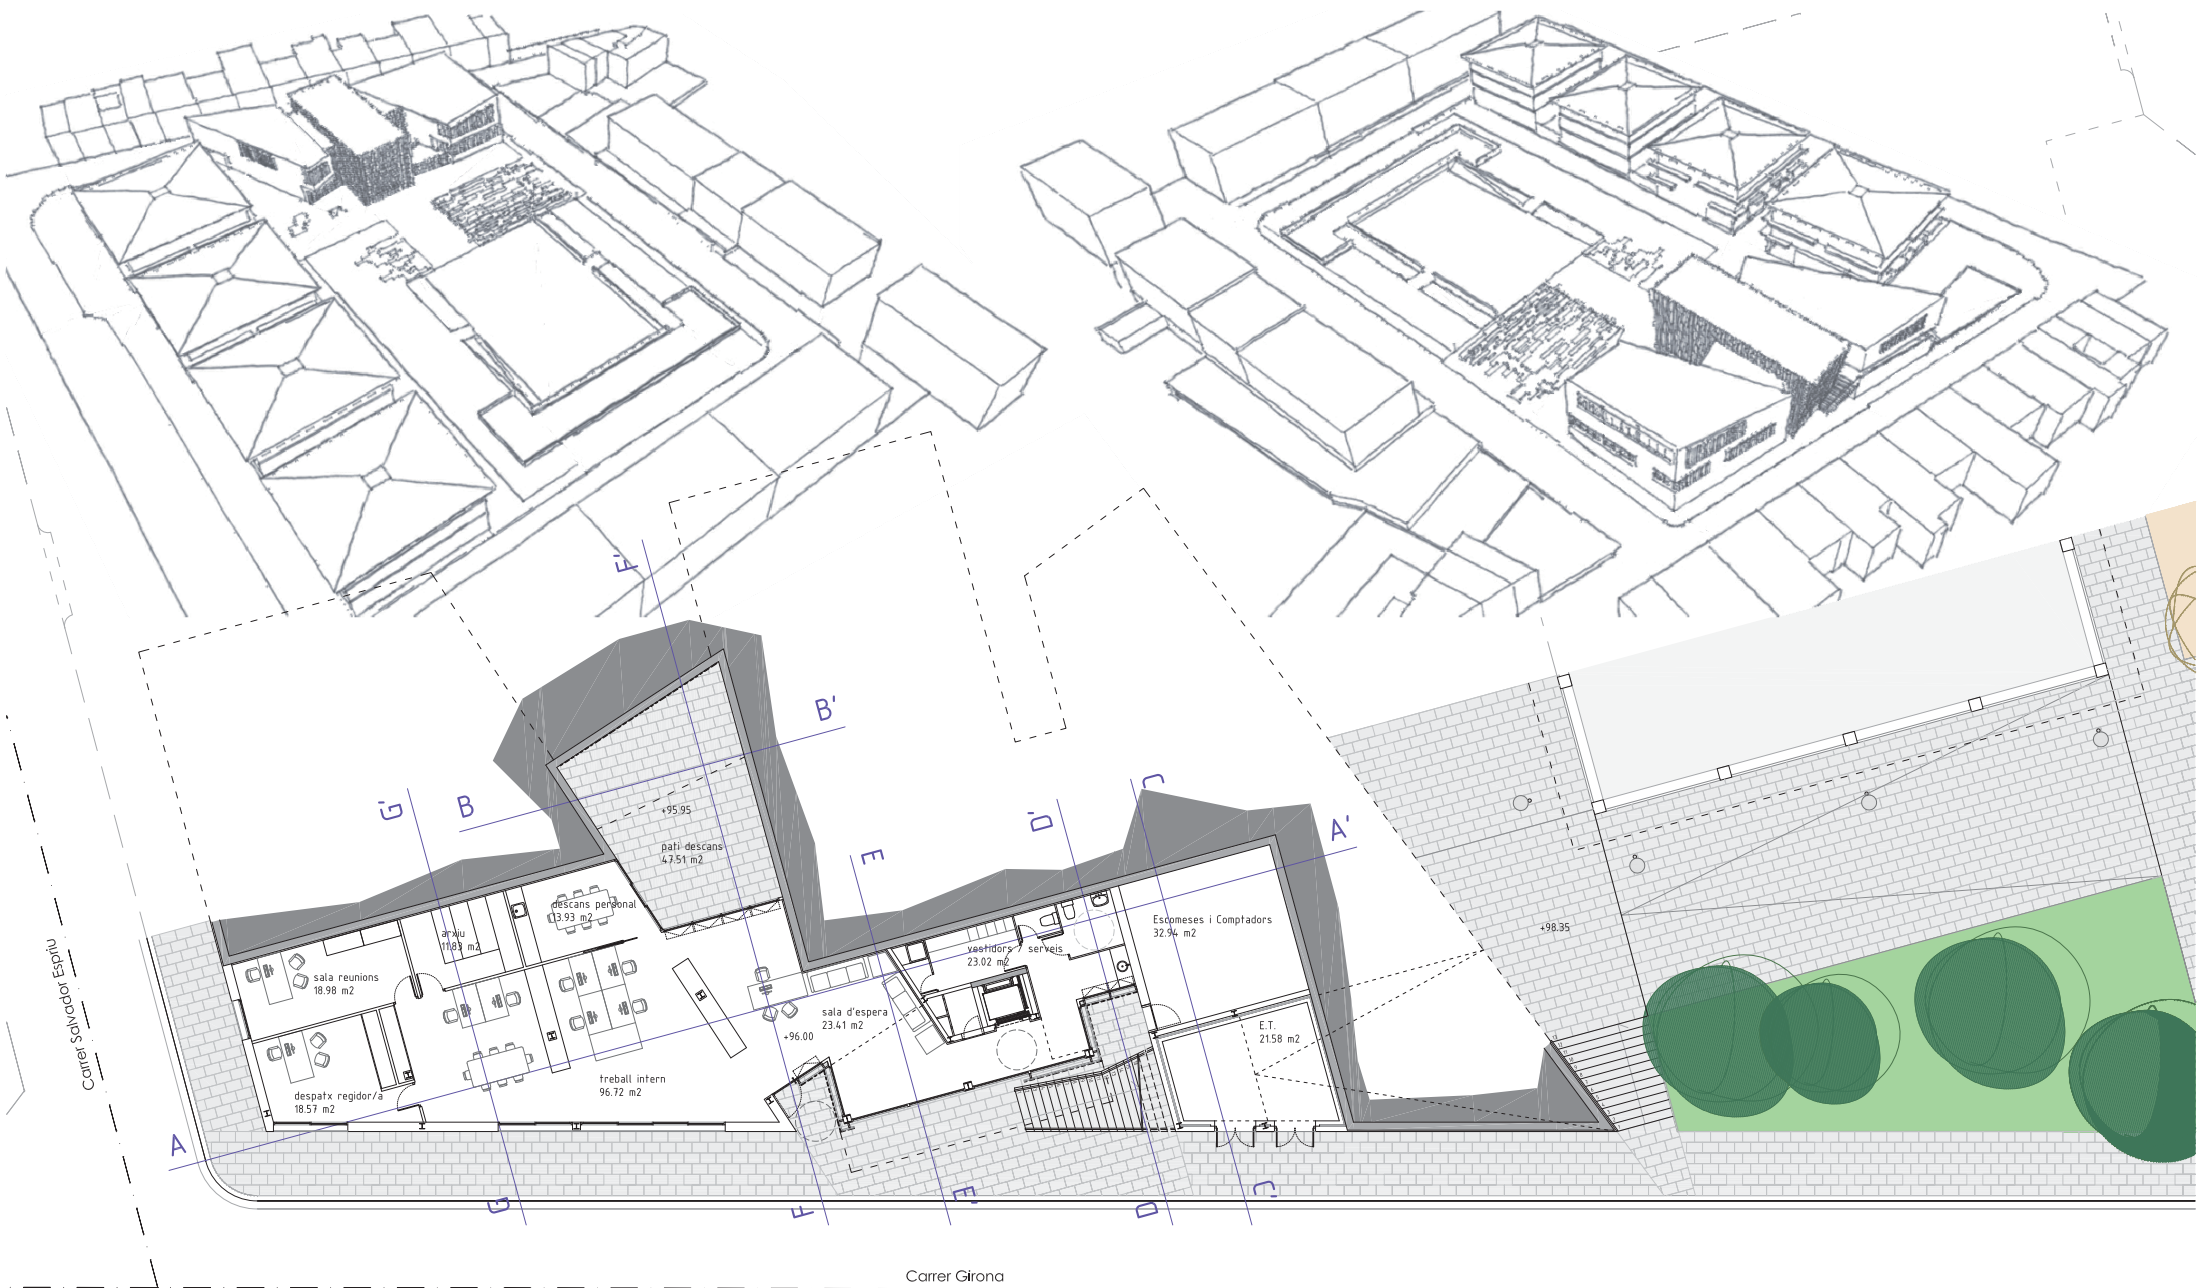 F'
B'
B
G'
+95.95
pati descans
47.51 m2
C
D'
A'
E
descans personal
13.93 m2
arxiu
11.83 m2
Escomeses i Comptadors
32.94 m2
+98.35
vestidors / serveis
23.02 m2
sala reunions
18.98 m2
sala d'espera
23.41 m2
+96.00
E.T.
21.58 m2
treball intern
96.72 m2
despatx regidor/a
18.57 m2
Carrer Salvador Espriu
A
G
F
E'
D
C'
Carrer Girona